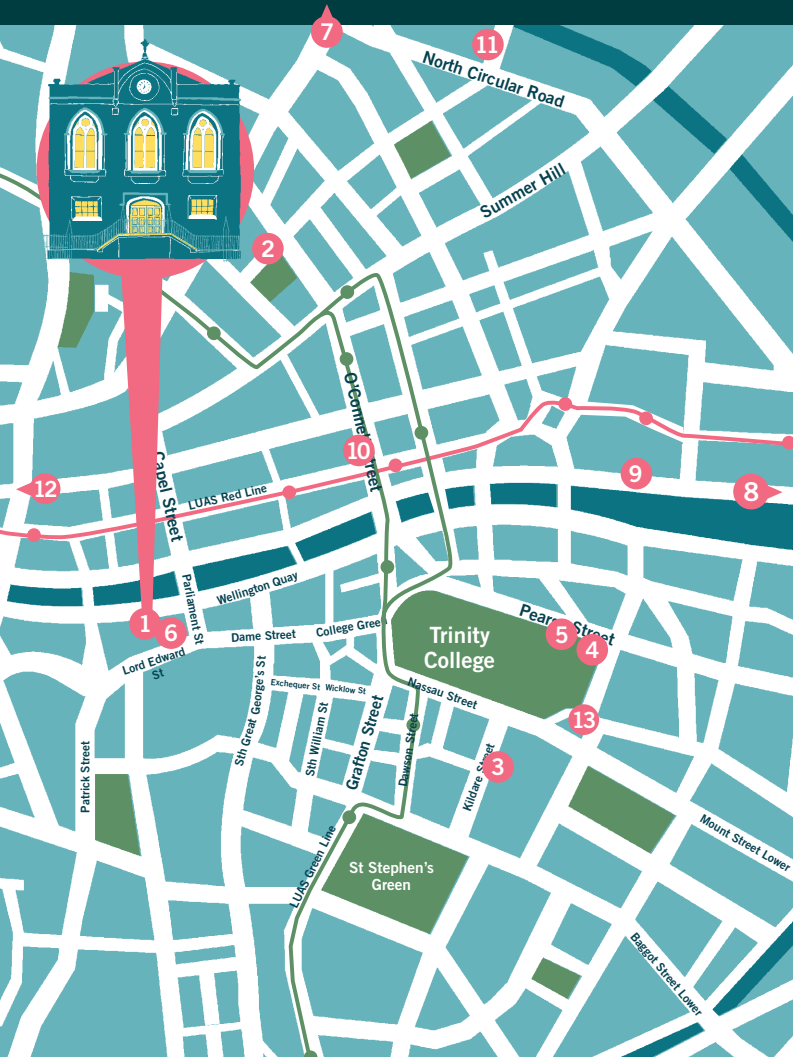 7
11
North Circular Road
Summer Hill
2
O'Connell Street
10
12
9
8
Capel Street
LUAS Red Line
Parliament St
Wellington Quay
1
6
Dame Street
College Green
Lord Edward
St
Trinity
College
Pearse Street
5
4
13
Exchequer St
Wicklow St
Nassau Street
Sth Great George's St
Sth William St
Grafton Street
Dawson Street
Kildare Street
3
Patrick Street
Mount Street Lower
LUAS Green Line
St Stephen's
Green
Baggot Street Lower